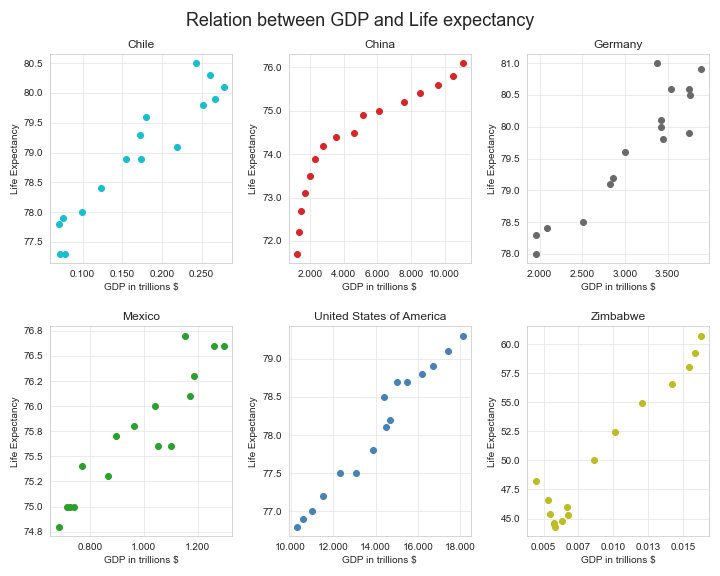 Relation between GDP and Life expectancy
Chile
China
Germany
80.5
80.0
79.5
79.0
78.5
78.0
77.5
Life Expectancy
0.100 0.150 0.200 0.250
GDP in trillions $
76.0
75.0
74.0
73.0
72.0
Life Expectancy
2.000 4.000 6.000 8.000 10.000
GDP in trillions $
81.0
80.5
80.0
79.5
79.0
78.5
78.0
Life Expectancy
2.000 2.500 3.000 3.500
GDP in trillions $
Mexico
United States of America
Zimbabwe
76.8
76.5
76.2
76.0
75.8
75.5
75.2
75.0
74.8
Life Expectancy
0.800 1.000 1.200
GDP in trillions $
79.0
78.5
78.0
77.5
77.0
Life Expectancy
10.000 12.000 14.000 16.000 18.000
GDP in trillions $
60.0
57.5
55.0
52.5
50.0
47.5
45.0
Life Expectancy
0.005 0.007 0.010 0.013 0.015
GDP in trillions $